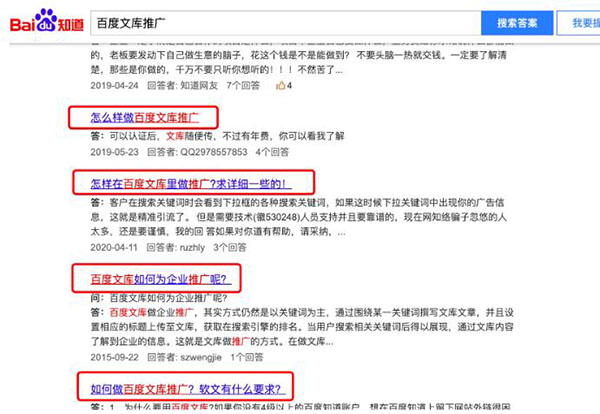 Bai du 知道
百度文库推广
搜索答案
我要提
的，老板要发动下自己做生意的脑子，花这个钱是不是能做到？ 不要头脑一热就交钱。一定要了解清
楚，那些是你做的，千万不要只听你想听的！！！不然苦了...
2019-04-24 回答者: 知道网友 7个回答 4
怎么样做百度文库推广
答：可以认证后，文库随便传，不过有年费，你可以看我了解
2019-05-23 回答者: QQ2978557853 4个回答
怎样在百度文库里做推广?求详细一些的！
答：客户在搜索关键词时会看到下拉框的各种搜索关键词，如果这时候下拉关键词中出现你的广告信
息，这就是精准引流了。 但是需要技术(徽530248)人员支持并且要靠谱的，现在网知络骗子忽悠的人
太多，还是要谨慎，我的回 答如果对你道有帮助，请采纳，...
2020-04-11 回答者: ruzhly 3个回答
百度文库如何为企业推广呢？
问：百度文库如何为企业推广呢？
答：百度文库做企业推广，其实方式仍然是以关键词为主，通过围绕某一关键词撰写文库文章，并且设
置相应的标题上传至文库，获取在搜索引擎的排名。当用户搜索相关关键词后得以展现，通过文库内容
了解到企业的信息。这就是文库做推广的方式。在做文库...
2015-09-22 回答者: szwengjie 1个回答
如何做百度文库推广？软文有什么要求？